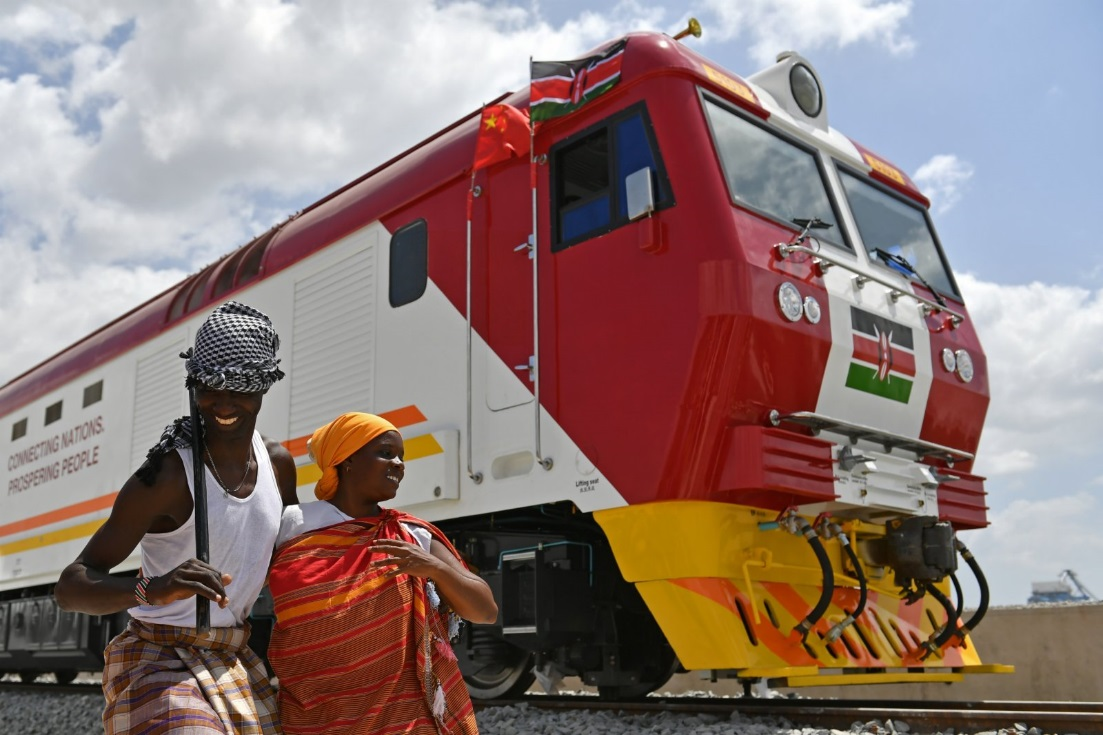 CONNECTING NATIONS.
PROSPERING PEOPLE
Lifting seat